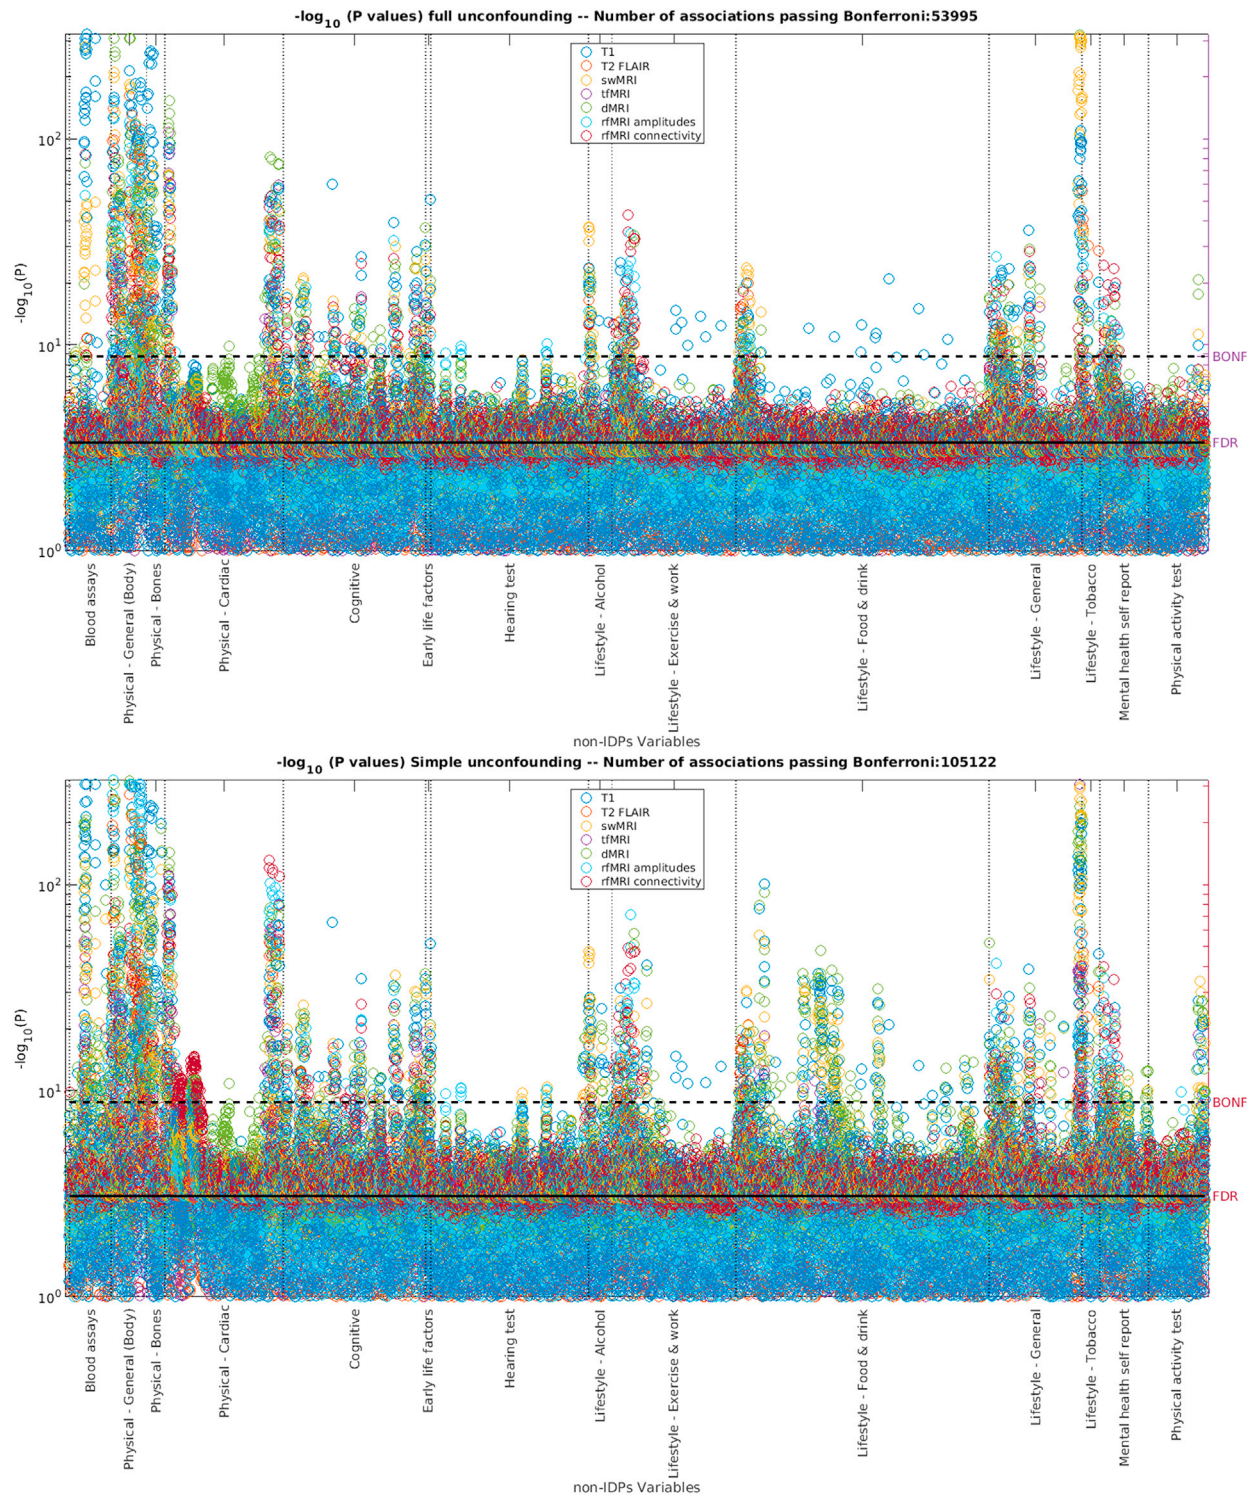 -log10 (P values) full unconfounding -- Number of associations passing Bonferroni:53995
T1
T2 FLAIR
swMRI
tfMRI
dMRI
rfMRI amplitudes
rfMRI connectivity
-log10(P)
10^2
10^1
10^0
BONF
FDR
Blood assays
Physical - General (Body)
Physical - Bones
Physical - Cardiac
Cognitive
Early life factors
Hearing test
Lifestyle - Alcohol
Lifestyle - Exercise & work
Lifestyle - Food & drink
Lifestyle - General
Lifestyle - Tobacco
Mental health self report
Physical activity test
non-IDPs Variables
-log10 (P values) Simple unconfounding -- Number of associations passing Bonferroni:105122
T1
T2 FLAIR
swMRI
tfMRI
dMRI
rfMRI amplitudes
rfMRI connectivity
-log10(P)
10^2
10^1
10^0
BONF
FDR
Blood assays
Physical - General (Body)
Physical - Bones
Physical - Cardiac
Cognitive
Early life factors
Hearing test
Lifestyle - Alcohol
Lifestyle - Exercise & work
Lifestyle - Food & drink
Lifestyle - General
Lifestyle - Tobacco
Mental health self report
Physical activity test
non-IDPs Variables